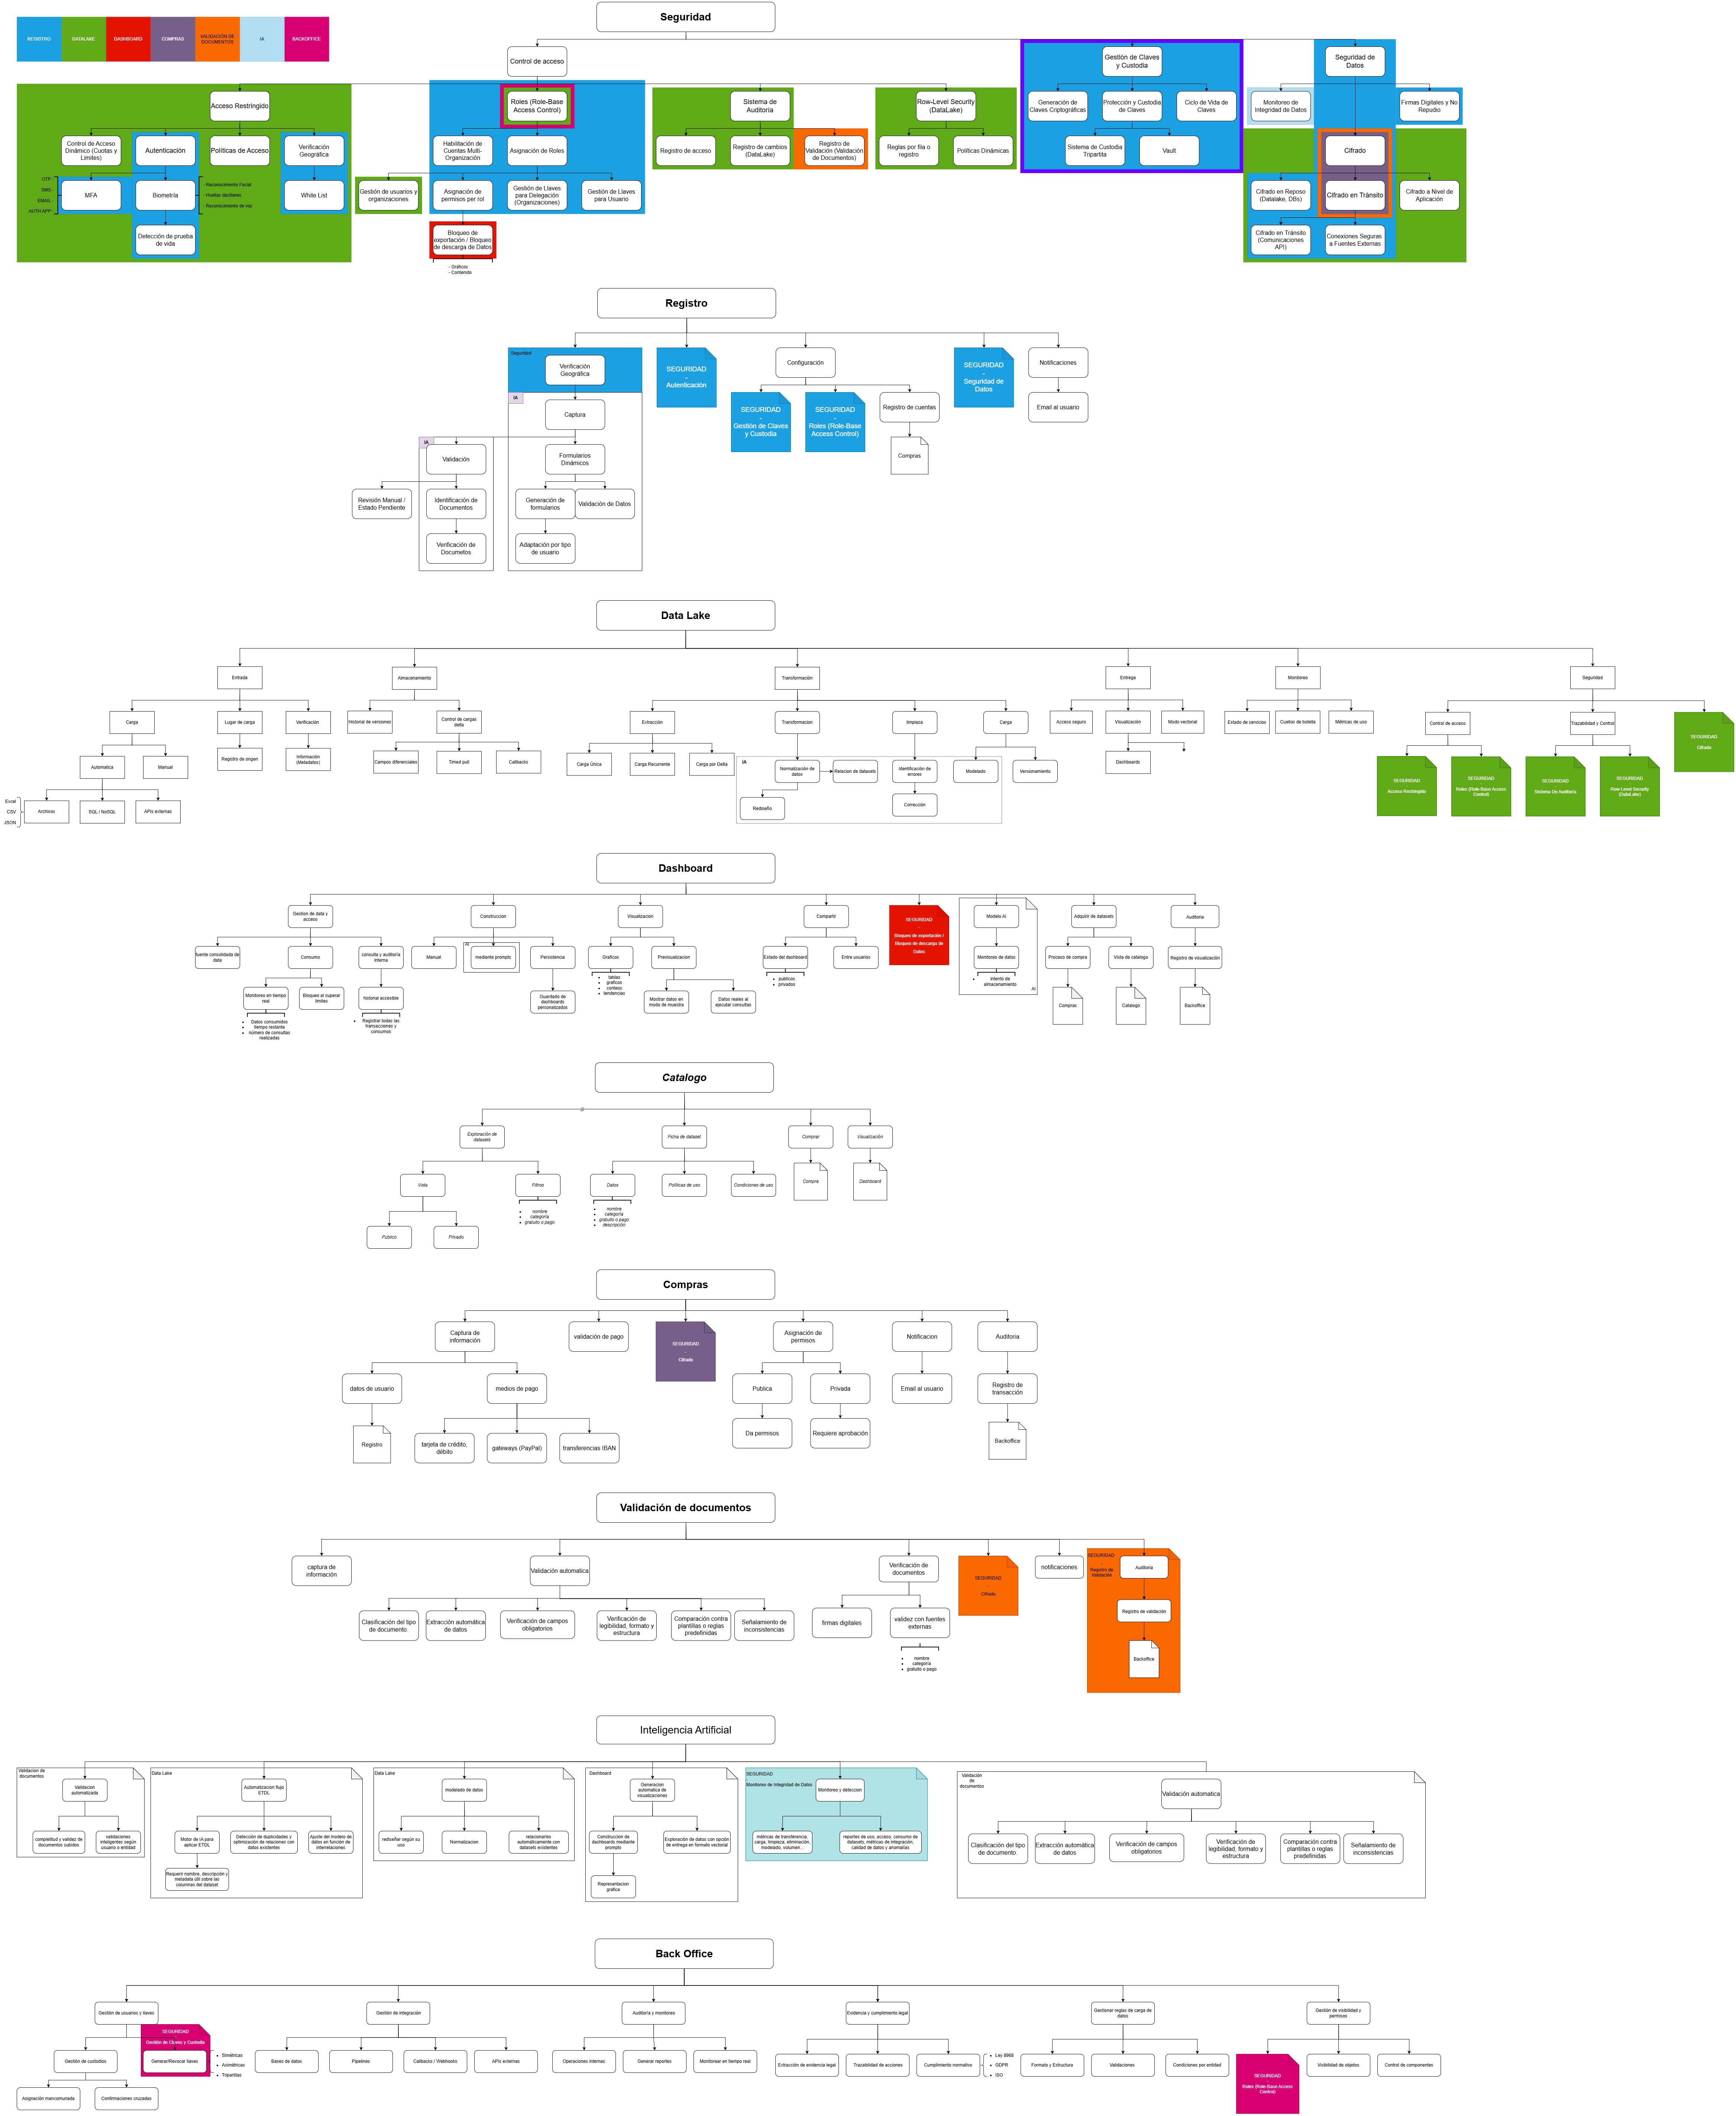 Seguridad
REGISTRO
DATALAKE
DASHBOARD
COMPRAS
VALIDACIÓN DE
DOCUMENTOS
IA
BACKOFFICE
Control de acceso
Gestión de Claves
y Custodia
Seguridad de
Datos
Acceso Restringido
Roles (Role-Base
Access Control)
Sistema de
Auditoría
Row-Level Security
(DataLake)
Generación de
Claves Criptográficas
Protección y Custodia
de Claves
Ciclo de Vida de
Claves
Monitoreo de
Integridad de Datos
Firmas Digitales y No
Repudio
Control de Acceso
Dinámico (Cuotas y
Límites)
Autenticación
Políticas de Acceso
Verificación
Geográfica
Habilitación de
Cuentas Multi-
Organización
Asignación de Roles
Registro de acceso
Registro de cambios
(DataLake)
Registro de
Validación (Validación
de Documentos)
Reglas por fila o
registro
Políticas Dinámicas
Sistema de Custodia
Tripartita
Vault
Cifrado
OTP -
SMS -
EMAIL -
AUTH APP -
MFA
Biometría
- Reconocimiento Facial
- Huellas dactilares
- Reconocimiento de voz
White List
Gestión de usuarios y
organizaciones
Asignación de
permisos per rol
Gestión de Llaves
para Delegación
(Organizaciones)
Gestión de Llaves
para Usuario
Cifrado en Reposo
(Datalake, DBs)
Cifrado en Tránsito
Cifrado a Nivel de
Aplicación
Detección de prueba
de vida
Bloqueo de
exportación / Bloqueo
de descarga de Datos
- Gráficos
- Contenido
Cifrado en Tránsito
(Comunicaciones
API)
Conexiones Seguras
a Fuentes Externas
Registro
Seguridad
Verificación
Geográfica
SEGURIDAD
-
Autenticación
Configuración
SEGURIDAD
-
Seguridad de
Datos
Notificaciones
IA
Captura
SEGURIDAD
-
Gestión de Claves
y Custodia
SEGURIDAD
-
Roles (Role-Base
Access Control)
Registro de cuentas
Email al usuario
IA
Validación
Formularios
Dinámicos
Compras
Revisión Manual /
Estado Pendiente
Identificación de
Documentos
Generación de
formularios
Validación de Datos
Verificación de
Documetos
Adaptación por tipo
de usuario
Data Lake
Entrada
Almacenamiento
Transformación
Entrega
Monitoreo
Seguridad
Carga
Lugar de carga
Verificación
Historial de versiones
Control de cargas
delta
Extracción
Transformacion
limpieza
Carga
Acceso seguro
Visualización
Modo vectorial
Estado de servicios
Cuellos de botella
Métricas de uso
Control de acceso
Trazabilidad y Control
SEGURIDAD
-
Cifrado
Automatica
Manual
Registro de origen
Información
(Metadatos)
Campos diferenciales
Timed pull
Callbacks
Carga Única
Carga Recurrente
Carga por Delta
IA
Normalización de
datos
Relacion de datasets
Identificación de
errores
Modelado
Versionamiento
Dashboards
SEGURIDAD
-
Acceso Restringido
SEGURIDAD
-
Roles (Role-Base Access
Control)
SEGURIDAD
-
Sistema De Auditoría
SEGURIDAD
-
Row-Level Security
(DataLake)
Excel
CSV
JSON
Archivos
SQL / NoSQL
APIs externas
Rediseño
Corrección
Dashboard
Gestion de data y
acceso
Construccion
Visualizacion
Compartir
SEGURIDAD
-
Bloqueo de exportación /
Bloqueo de descarga de
Datos
Modelo AI
Adquirir de datasets
Auditoria
fuente consolidada de
data
Consumo
consulta y auditoría
interna
Manual
AI
mediante prompts
Persistencia
Graficos
Previsualizacion
Estado del dashboard
Entre usuarios
Monitoreo de datos
Proceso de compra
Vista de catalogo
Registro de visualización
Monitoreo en tiempo
real
Bloqueo al superar
limites
historial accesible
Guardado de
dashboards
personalizados
• tablas
• graficos
• conteos
• tendencias
Mostrar datos en
modo de muestra
Datos reales al
ejecutar consultas
• publicos
• privados
• intento de
almacenamiento
AI
Compras
Catalogo
Backoffice
• Datos consumidos
• tiempo restante
• número de consultas
realizadas
• Registrar todas las
transacciones y
consumos
Catalogo
Exploración de
datasets
Ficha de dataset
Comprar
Visualización
Vista
Filtros
Datos
Políticas de uso
Condiciones de uso
Compra
Dashboard
• nombre
• categoría
• gratuito o pago
• nombre
• categoría
• gratuito o pago
• descripción
Publico
Privado
Compras
Captura de
información
validación de pago
SEGURIDAD
-
Cifrado
Asignación de
permisos
Notificacion
Auditoria
datos de usuario
medios de pago
Publica
Privada
Email al usuario
Registro de
transacción
Registro
tarjeta de crédito,
débito
gateways (PayPal)
transferencias IBAN
Da permisos
Requiere aprobación
Backoffice
Validación de documentos
captura de
información
Validación automatica
Verificación de
documentos
SEGURIDAD
-
Cifrado
notificaciones
SEGURIDAD
-
Registro de
validación
Auditoria
Clasificación del tipo
de documento.
Extracción automática
de datos
Verificación de campos
obligatorios
Verificación de
legibilidad, formato y
estructura
Comparación contra
plantillas o reglas
predefinidas
Señalamiento de
inconsistencias
firmas digitales
validez con fuentes
externas
Registro de validación
• nombre
• categoría
• gratuito o pago
Backoffice
Inteligencia Artificial
Validacion de
documentos
Validacion
automatizada
Data Lake
Automatizacion flujo
ETDL
Data Lake
modelado de datos
Dashboard
Generacion
automatica de
visualizaciones
SEGURIDAD
-
Monitoreo de integridad de Datos
Monitoreo y deteccion
Validación
de
documentos
Validación automatica
completitud y validez de
documentos subidos
validaciones
inteligentes según
usuario o entidad
Motor de IA para
aplicar ETDL
Detección de duplicidades y
optimización de relaciones con
datos existentes
Ajuste del modelo de
datos en función de
interrelaciones
rediseñar según su
uso
Normalizacion
relacionarlos
automáticamente con
datasets existentes
Construccion de
dashboards mediante
prompts
Exploración de datos con opción
de entrega en formato vectorial
métricas de transferencia,
carga, limpieza, eliminación,
modelado, volumen...
reportes de uso, acceso, consumo de
datasets, métricas de integración,
calidad de datos y anomalías
Clasificación del tipo
de documento.
Extracción automática
de datos
Verificación de campos
obligatorios
Verificación de
legibilidad, formato y
estructura
Comparación contra
plantillas o reglas
predefinidas
Señalamiento de
inconsistencias
Requerir nombre, descripción y
metadata útil sobre las
columnas del dataset
Representacion
grafica
Back Office
Gestión de usuarios y llaves
Gestión de integración
Auditoría y monitoreo
Evidencia y cumplimiento legal
Gestionar reglas de carga de
datos
Gestión de visibilidad y
permisos
SEGURIDAD
-
Gestión de Claves y Custodia
Gestión de custodios
Generar/Revocar llaves
• Simétricas
• Asimétricas
• Tripartitas
Bases de datos
Pipelines
Callbacks / Webhooks
APIs externas
Operaciones internas
Generar reportes
Monitorear en tiempo real
Extracción de evidencia legal
Trazabilidad de acciones
Cumplimiento normativo
• Ley 8968
• GDPR
• ISO
Formato y Estructura
Validaciones
Condiciones por entidad
SEGURIDAD
-
Roles (Role-Base Access
Control)
Visibilidad de objetos
Control de componentes
Asignación mancomunada
Confirmaciones cruzadas